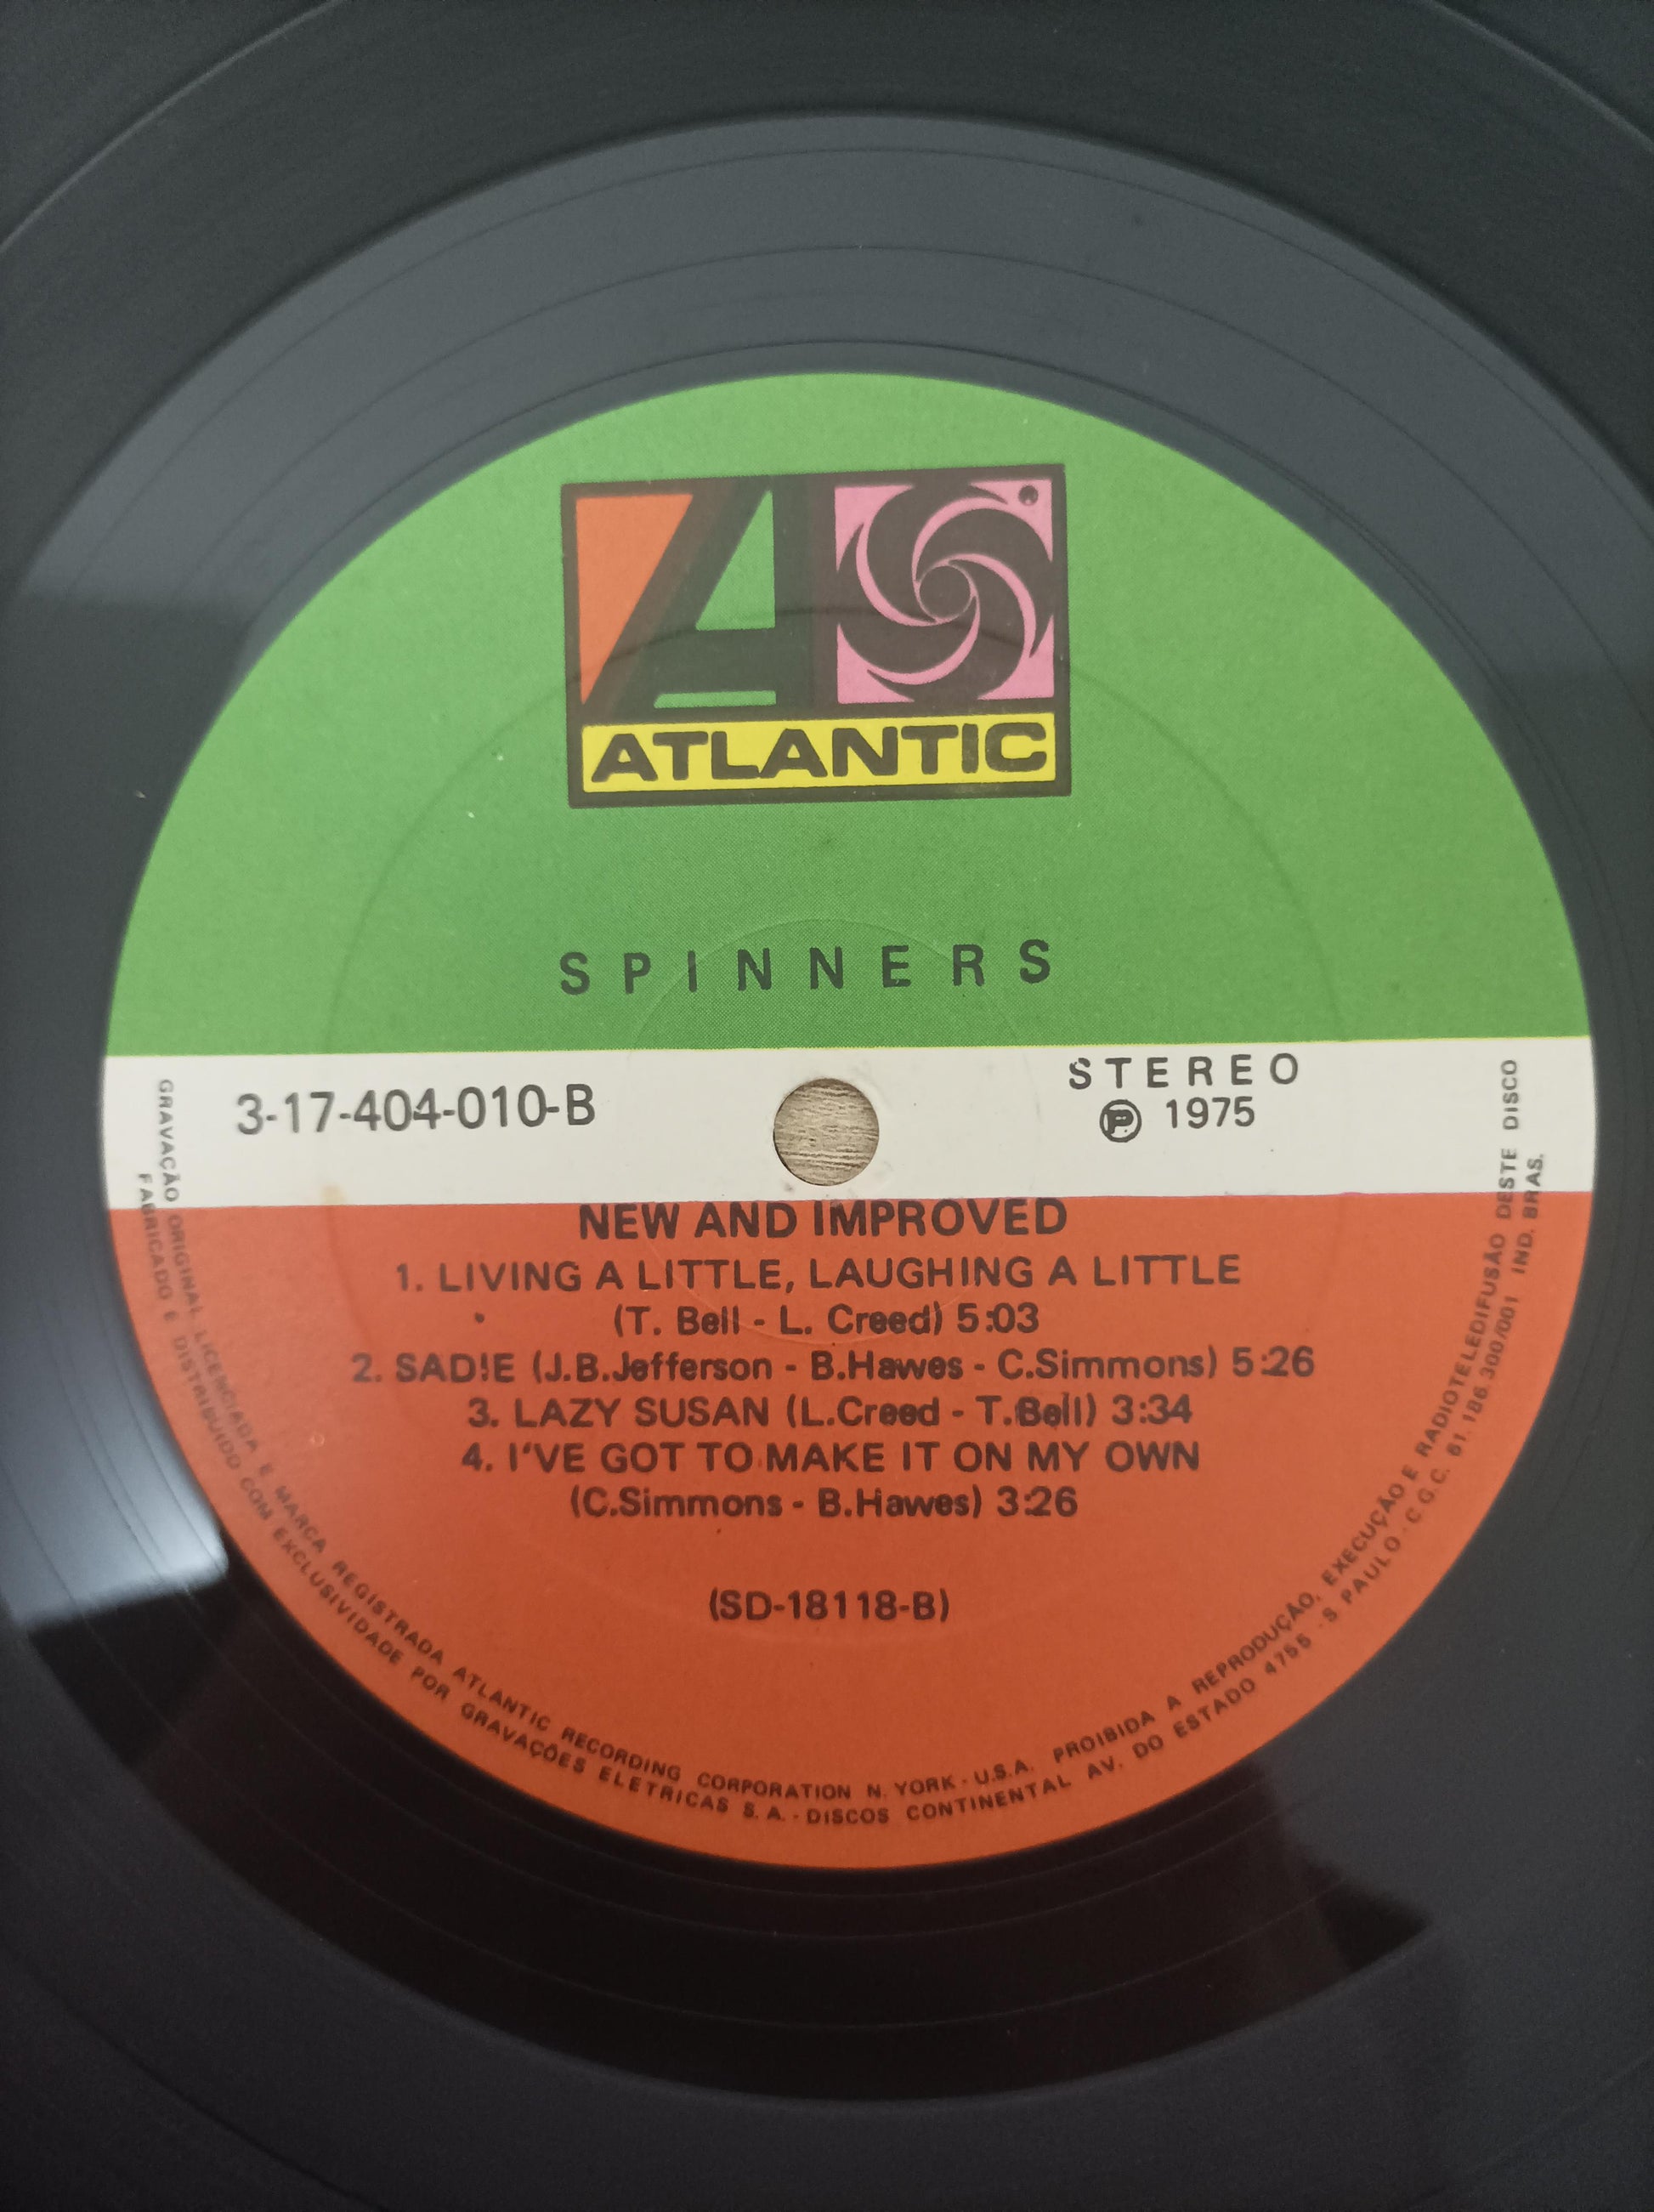 ATLANTIC
SPINNERS
3-17-404-010-B
STEREO
Ⓟ 1975
NEW AND IMPROVED
1. LIVING A LITTLE, LAUGHING A LITTLE
(T. Bell - L. Creed) 5:03
2. SADIE (J.B.Jefferson - B.Hawes - C.Simmons) 5:26
3. LAZY SUSAN (L.Creed - T.Bell) 3:34
4. I'VE GOT TO MAKE IT ON MY OWN
(C.Simmons - B.Hawes) 3:26
(SD-18118-B)
GRAVAÇÃO ORIGINAL LICENCIADA E MARCA REGISTRADA ATLANTIC RECORDING CORPORATION N. YORK - U.S.A. PROIBIDA A REPRODUÇÃO, EXECUÇÃO E RADIOTELEDIFUSÃO DESTE DISCO
FABRICADO E DISTRIBUIDO COM EXCLUSIVIDADE POR GRAVAÇÕES ELETRICAS S.A. - DISCOS CONTINENTAL AV. DO ESTADO 4755 - S. PAULO - C.G.C. 61.186.300/001 IND. BRAS.